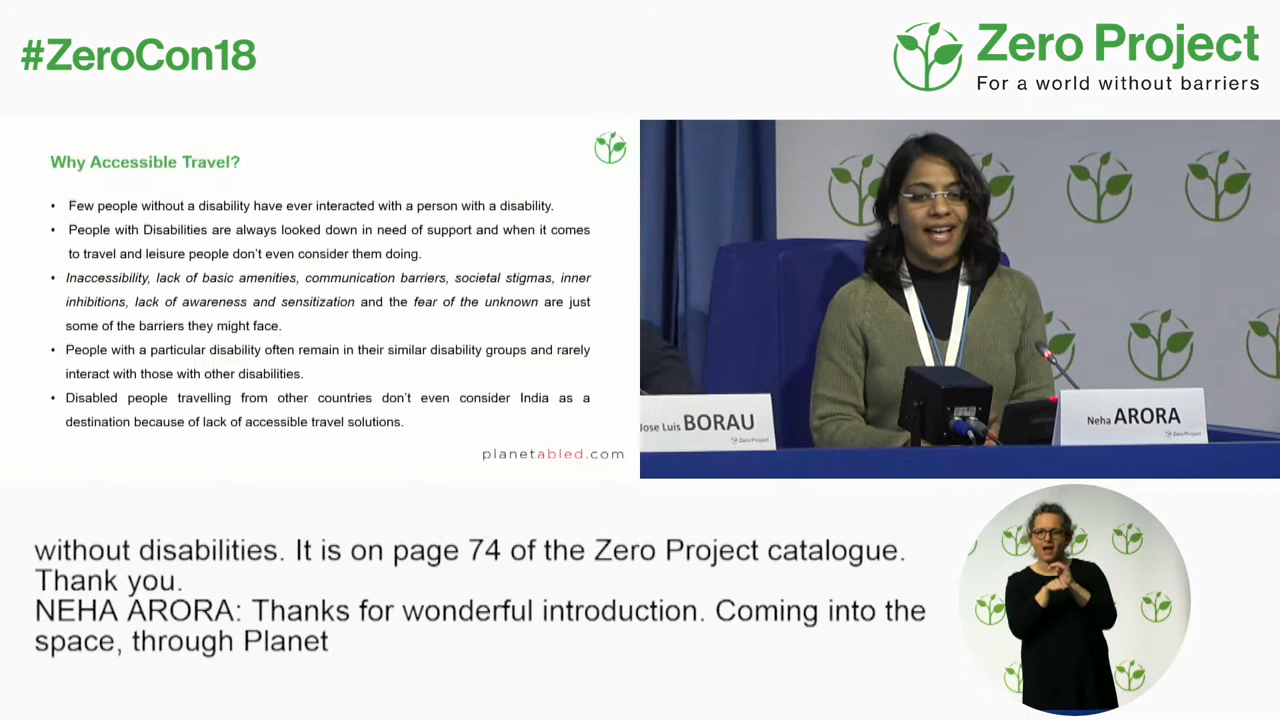 #ZeroCon18
Zero Project
For a world without barriers
Why Accessible Travel?
• Few people without a disability have ever interacted with a person with a disability.
• People with Disabilities are always looked down in need of support and when it comes
to travel and leisure people don't even consider them doing.
• Inaccessibility, lack of basic amenities, communication barriers, societal stigmas, inner
inhibitions, lack of awareness and sensitization and the fear of the unknown are just
some of the barriers they might face.
• People with a particular disability often remain in their similar disability groups and rarely
interact with those with other disabilities.
• Disabled people travelling from other countries don't even consider India as a
destination because of lack of accessible travel solutions.
planetabled.com
Jose Luis BORAU
Zero Project
Neha ARORA
Zero Project
without disabilities. It is on page 74 of the Zero Project catalogue.
Thank you.
NEHA ARORA: Thanks for wonderful introduction. Coming into the
space, through Planet